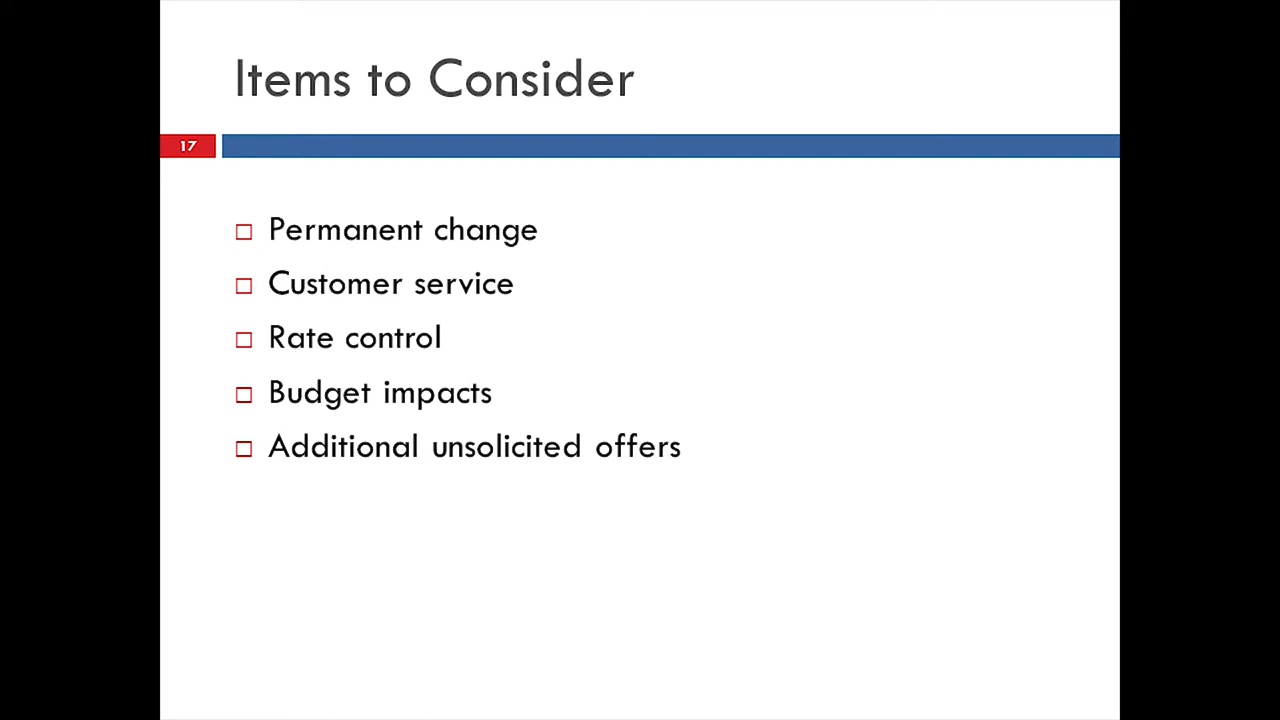 Items to Consider
17
Permanent change
Customer service
Rate control
Budget impacts
Additional unsolicited offers